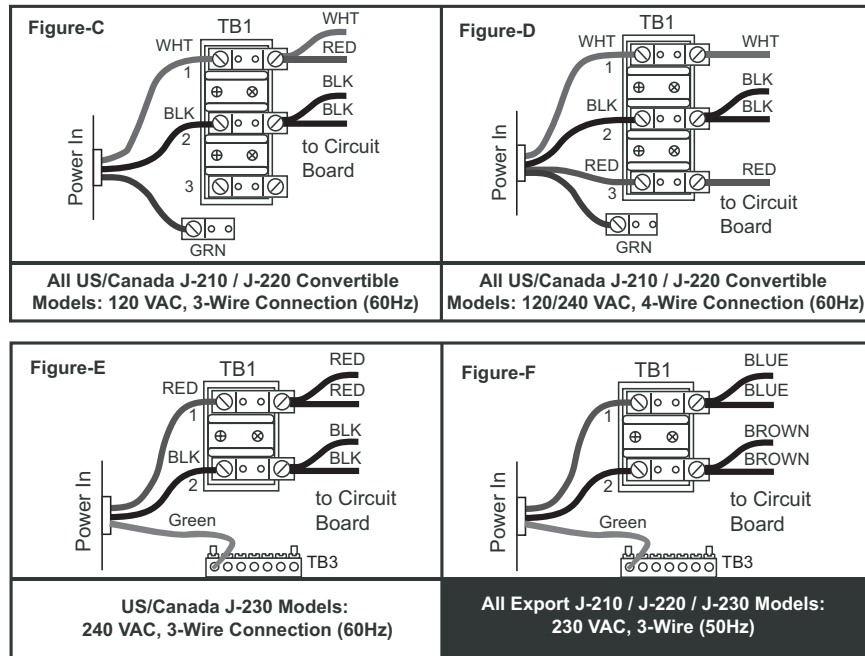 Figure-C
TB1
WHT
WHT
RED
1
BLK
BLK
BLK
2
to Circuit
Board
Power In
3
GRN
All US/Canada J-210 / J-220 Convertible
Models: 120 VAC, 3-Wire Connection (60Hz)
Figure-D
TB1
WHT
WHT
1
BLK
BLK
BLK
2
Power In
RED
RED
3
to Circuit
Board
GRN
All US/Canada J-210 / J-220 Convertible
Models: 120/240 VAC, 4-Wire Connection (60Hz)
Figure-E
TB1
RED
RED
RED
1
BLK
BLK
BLK
2
to Circuit
Board
Power In
Green
TB3
US/Canada J-230 Models:
240 VAC, 3-Wire Connection (60Hz)
Figure-F
TB1
BLUE
BLUE
1
BROWN
BROWN
2
to Circuit
Board
Power In
Green
TB3
All Export J-210 / J-220 / J-230 Models:
230 VAC, 3-Wire (50Hz)